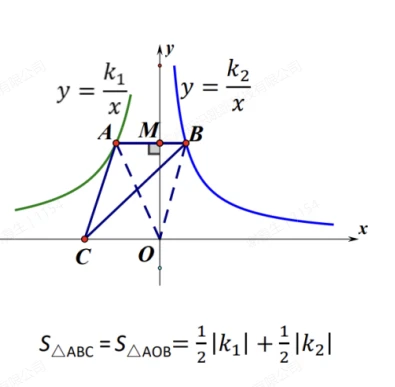 y
y = k₁/x
y = k₂/x
A M B
x
C O
S△ABC = S△AOB = 1/2|k₁| + 1/2|k₂|